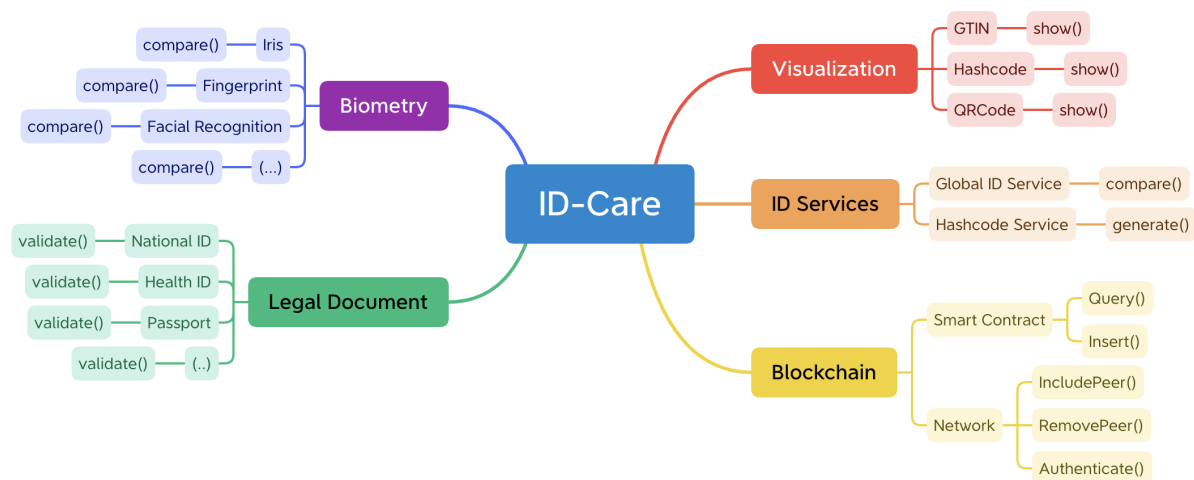 ID-Care
Biometry
Iris
compare()
Fingerprint
compare()
Facial Recognition
compare()
(...)
compare()
Legal Document
National ID
validate()
Health ID
validate()
Passport
validate()
(..)
validate()
Visualization
GTIN
show()
Hashcode
show()
QRCode
show()
ID Services
Global ID Service
compare()
Hashcode Service
generate()
Blockchain
Smart Contract
Query()
Insert()
Network
IncludePeer()
RemovePeer()
Authenticate()